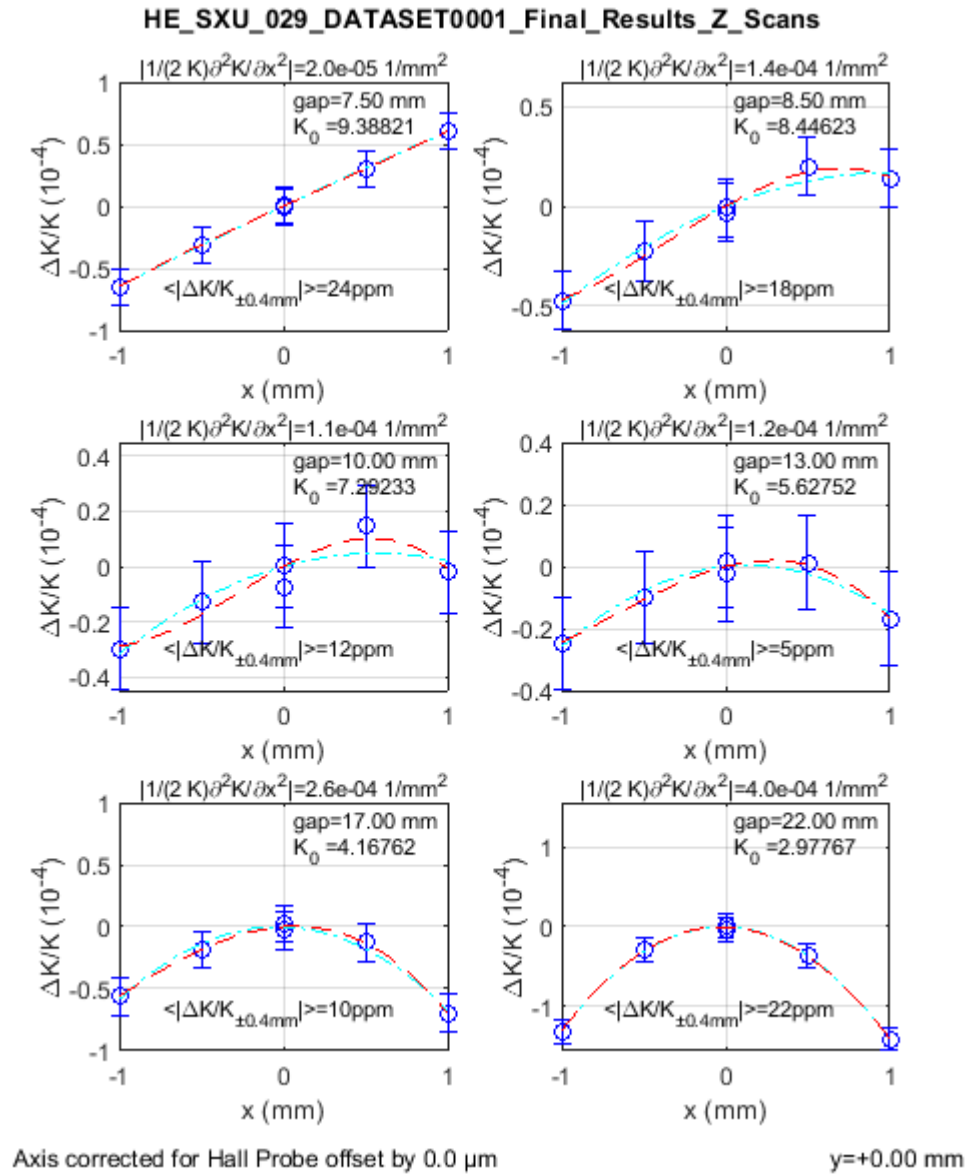 HE_SXU_029_DATASET0001_Final_Results_Z_Scans
|1/(2 K)∂²K/∂x²|=2.0e-05 1/mm²
gap=7.50 mm
K₀ =9.38821
<|ΔK/K±0.4mm|>=24ppm
ΔK/K (10⁻⁴)
1
0.5
0
-0.5
-1
-1 0 1
x (mm)
|1/(2 K)∂²K/∂x²|=1.4e-04 1/mm²
gap=8.50 mm
K₀ =8.44623
<|ΔK/K±0.4mm|>=18ppm
ΔK/K (10⁻⁴)
0.5
0
-0.5
-1 0 1
x (mm)
|1/(2 K)∂²K/∂x²|=1.1e-04 1/mm²
gap=10.00 mm
K₀ =7.29233
<|ΔK/K±0.4mm|>=12ppm
ΔK/K (10⁻⁴)
0.4
0.2
0
-0.2
-0.4
-1 0 1
x (mm)
|1/(2 K)∂²K/∂x²|=1.2e-04 1/mm²
gap=13.00 mm
K₀ =5.62752
<|ΔK/K±0.4mm|>=5ppm
ΔK/K (10⁻⁴)
0.4
0.2
0
-0.2
-0.4
-1 0 1
x (mm)
|1/(2 K)∂²K/∂x²|=2.6e-04 1/mm²
gap=17.00 mm
K₀ =4.16762
<|ΔK/K±0.4mm|>=10ppm
ΔK/K (10⁻⁴)
1
0.5
0
-0.5
-1
-1 0 1
x (mm)
|1/(2 K)∂²K/∂x²|=4.0e-04 1/mm²
gap=22.00 mm
K₀ =2.97767
<|ΔK/K±0.4mm|>=22ppm
ΔK/K (10⁻⁴)
1
0
-1
-1 0 1
x (mm)
Axis corrected for Hall Probe offset by 0.0 μm
y=+0.00 mm